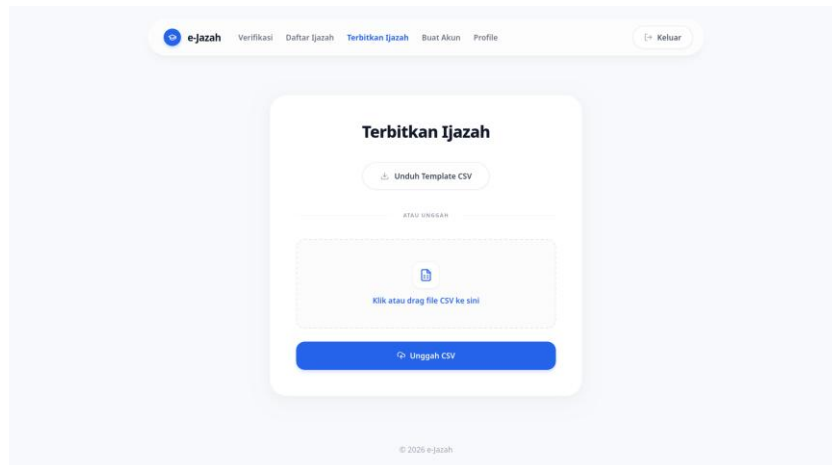 e-Jazah Verifikasi Daftar Ijazah Terbitkan Ijazah Buat Akun Profile Keluar
Terbitkan Ijazah
Unduh Template CSV
ATAU UNGGAH
Klik atau drag file CSV ke sini
Unggah CSV
© 2026 e-Jazah